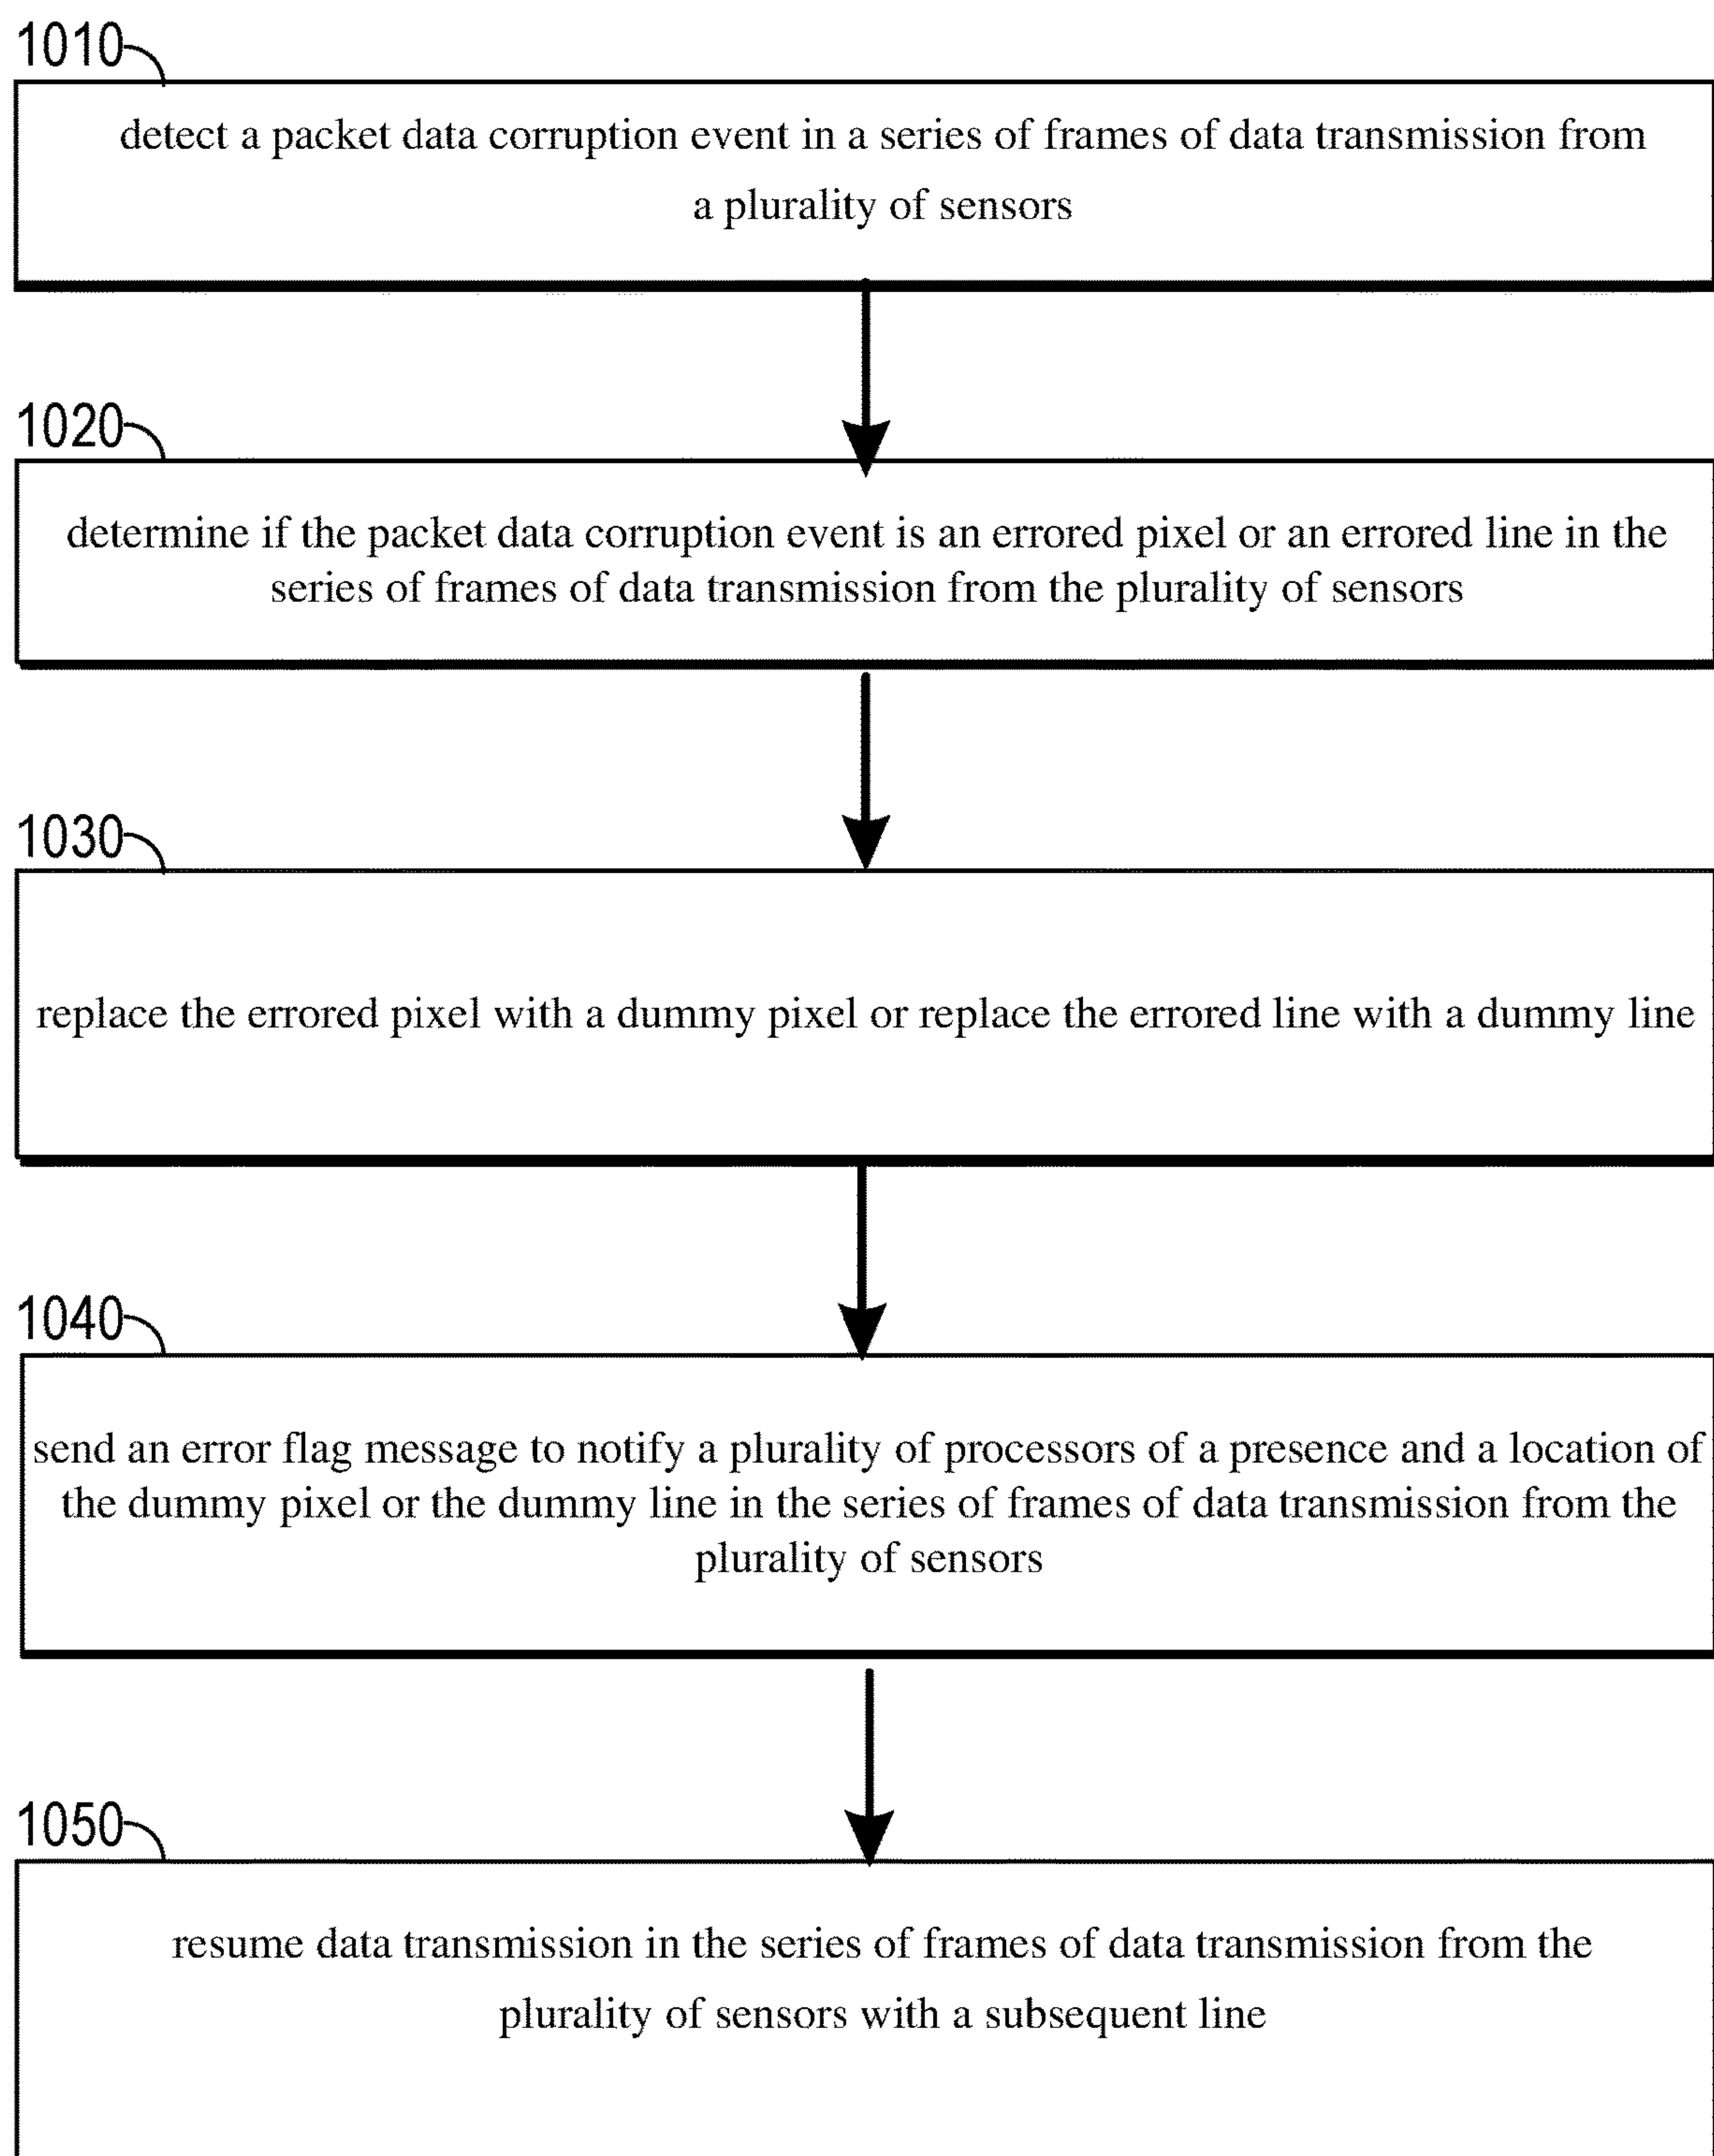 1010
detect a packet data corruption event in a series of frames of data transmission from
a plurality of sensors
1020
determine if the packet data corruption event is an errored pixel or an errored line in the
series of frames of data transmission from the plurality of sensors
1030
replace the errored pixel with a dummy pixel or replace the errored line with a dummy line
1040
send an error flag message to notify a plurality of processors of a presence and a location of
the dummy pixel or the dummy line in the series of frames of data transmission from the
plurality of sensors
1050
resume data transmission in the series of frames of data transmission from the
plurality of sensors with a subsequent line